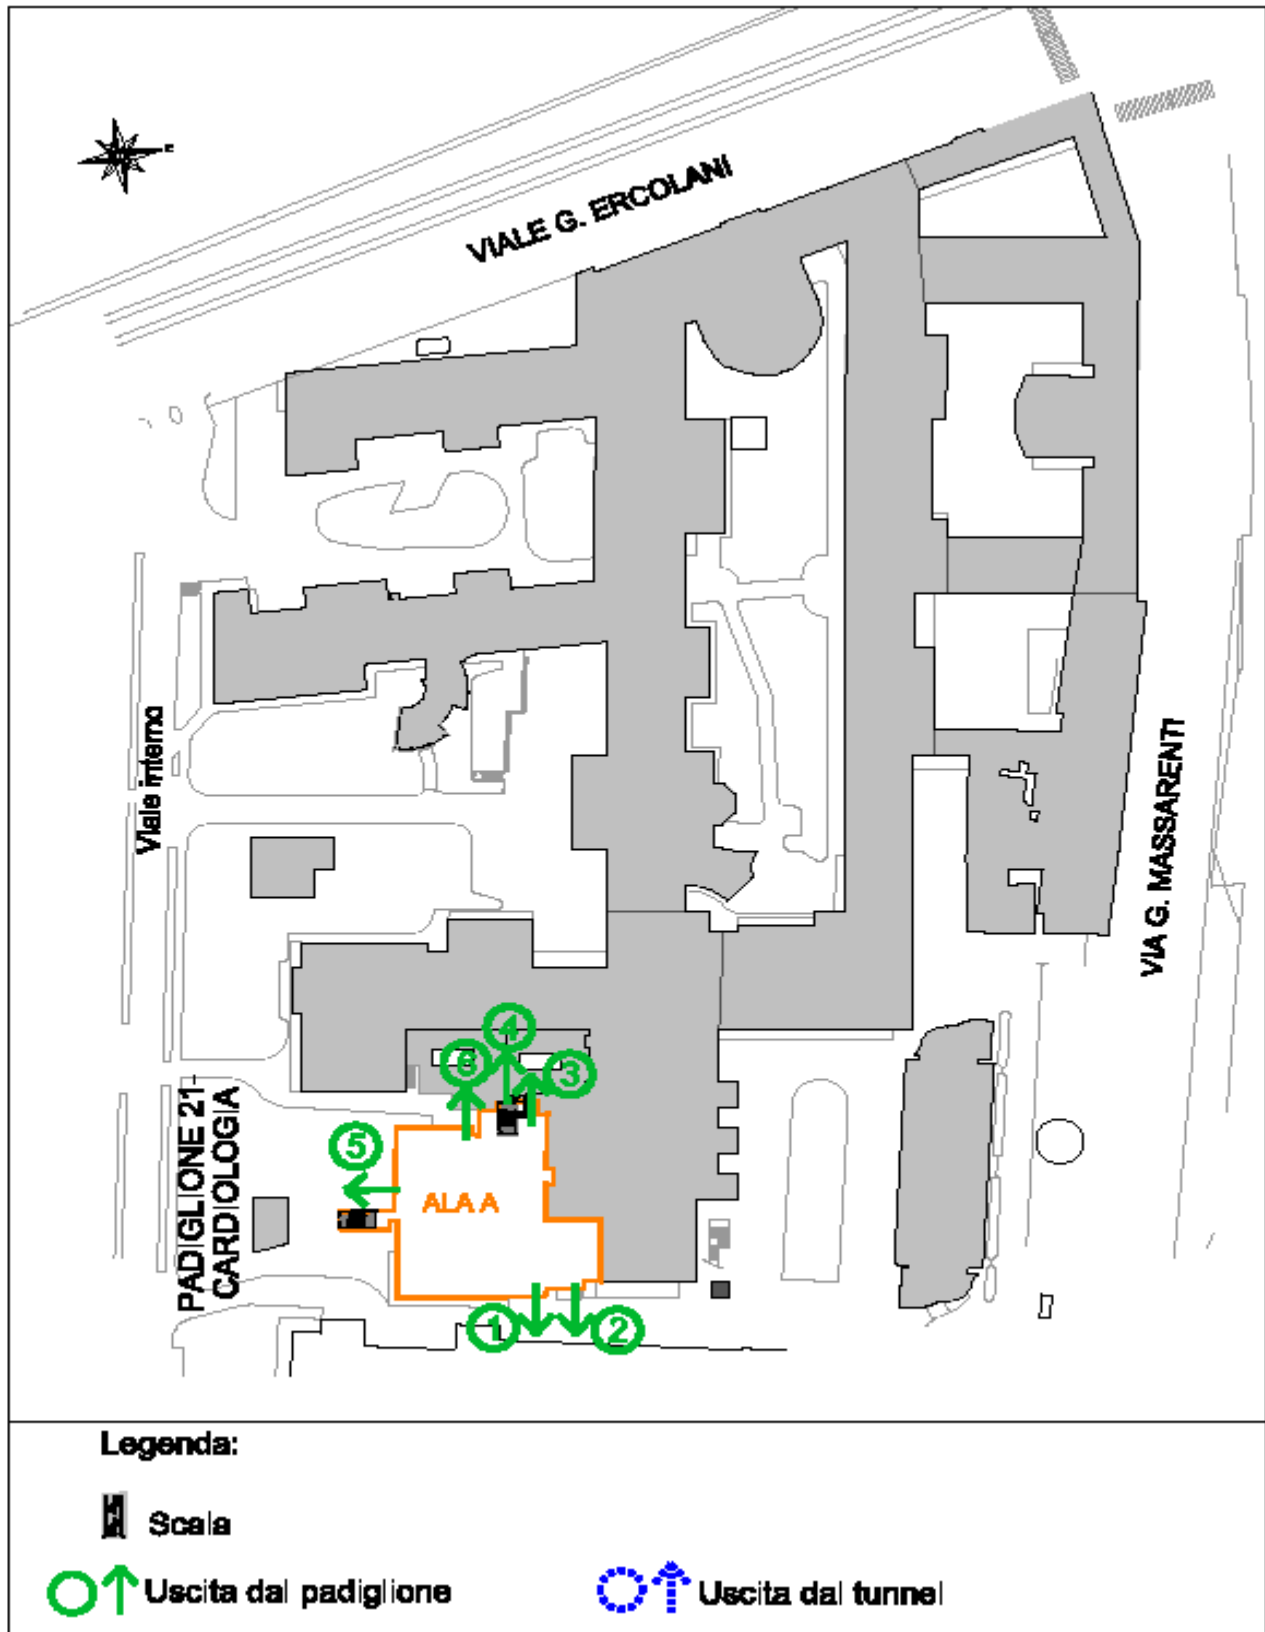 E
VIALE G. ERCOLANI
Viale interno
VIA G. MASSARENTI
4
6
3
5
PADIGLIONE 21-
CARDIOLOGIA
ALA A
1
2
Legenda:
Scala
Uscita dal padiglione
Uscita dal tunnel